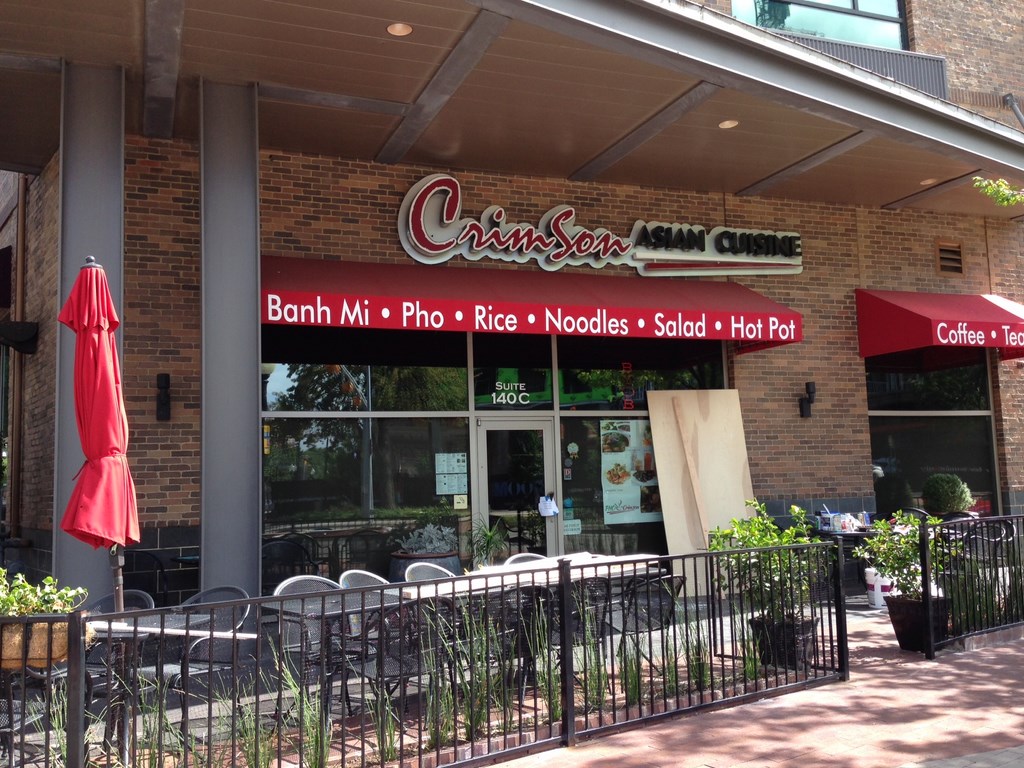 CrimSon ASIAN CUISINE
Banh Mi • Pho • Rice • Noodles • Salad • Hot Pot
Coffee • Tea
SUITE
140C